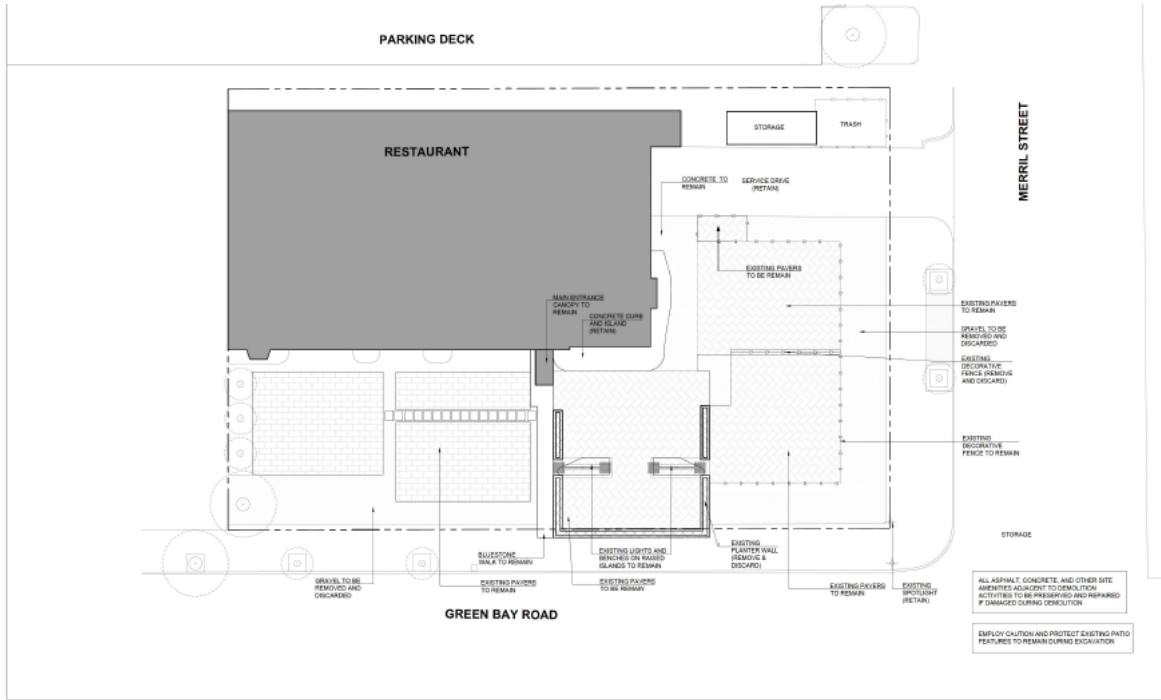 PARKING DECK
STORAGE
TRASH
RESTAURANT
MERRIL STREET
CONCRETE TO
REMAIN
SERVICE DRIVE
(RETAIN)
EXISTING PAVERS
TO BE REMAIN
MAIN ENTRANCE
CANOPY TO
REMAIN
CONCRETE CURB
AND ISLAND
(RETAIN)
EXISTING PAVERS
TO REMAIN
GRAVEL TO BE
REMOVED AND
DISCARDED
EXISTING
DECORATIVE
FENCE (REMOVE
AND DISCARD)
EXISTING
DECORATIVE
FENCE TO REMAIN
STORAGE
GRAVEL TO BE
REMOVED AND
DISCARDED
EXISTING PAVERS
TO REMAIN
BLUESTONE
WALK TO REMAIN
EXISTING LIGHTS AND
BENCHES ON RAISED
ISLANDS TO REMAIN
EXISTING PAVERS
TO BE REMAIN
EXISTING
PLANTER WALL
(REMOVE &
DISCARD)
EXISTING PAVERS
TO REMAIN
EXISTING
SPOTLIGHT
(RETAIN)
GREEN BAY ROAD
ALL ASPHALT, CONCRETE, AND OTHER SITE
AMENITIES ADJACENT TO DEMOLITION
ACTIVITIES TO BE PRESERVED AND REPAIRED
IF DAMAGED DURING DEMOLITION
EMPLOY CAUTION AND PROTECT EXISTING PATIO
FEATURES TO REMAIN DURING EXCAVATION